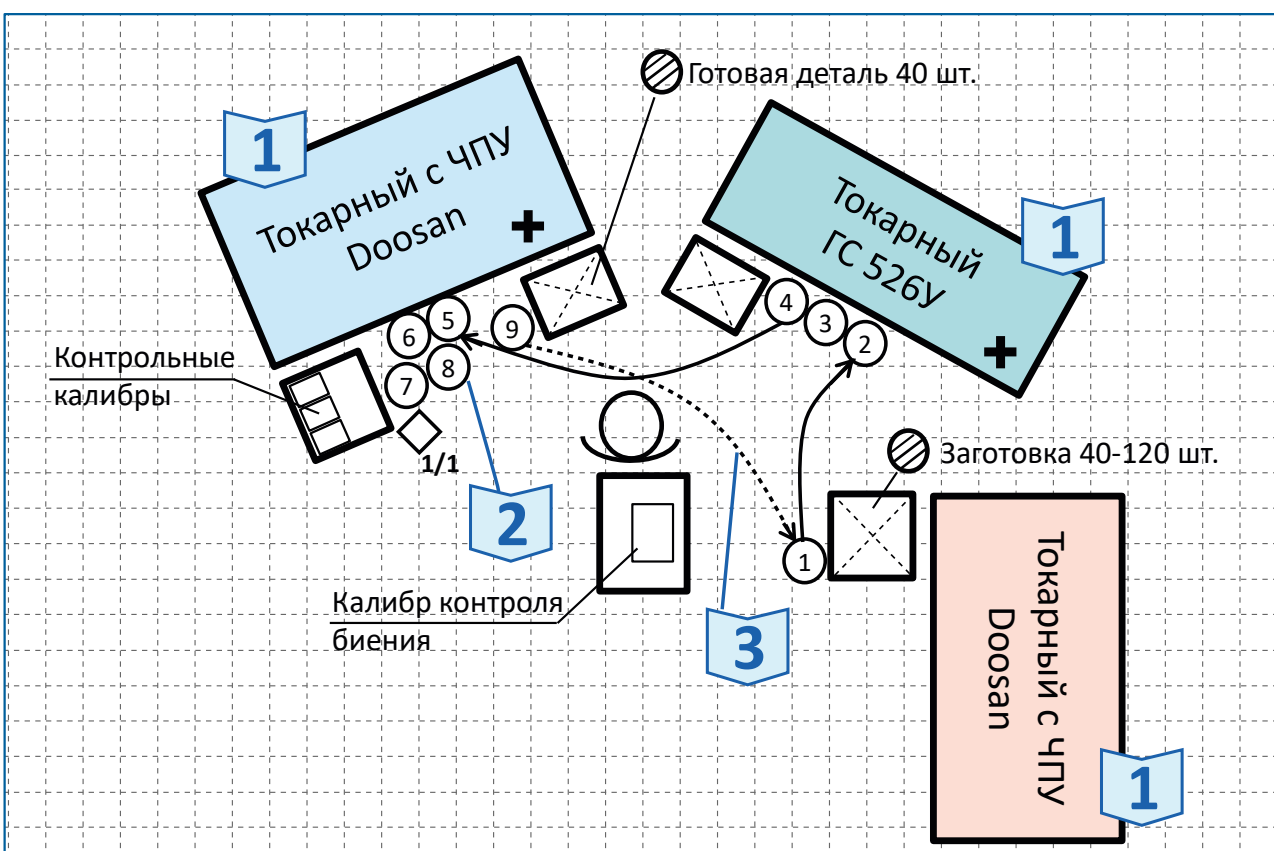 Готовая деталь 40 шт.
1
Токарный с ЧПУ
Doosan
Токарный
ГС 526У
1
4
3
2
5
6
9
8
7
Контрольные
калибры
1/1
2
Заготовка 40-120 шт.
1
Калибр контроля
биения
3
Токарный с ЧПУ
Doosan
1